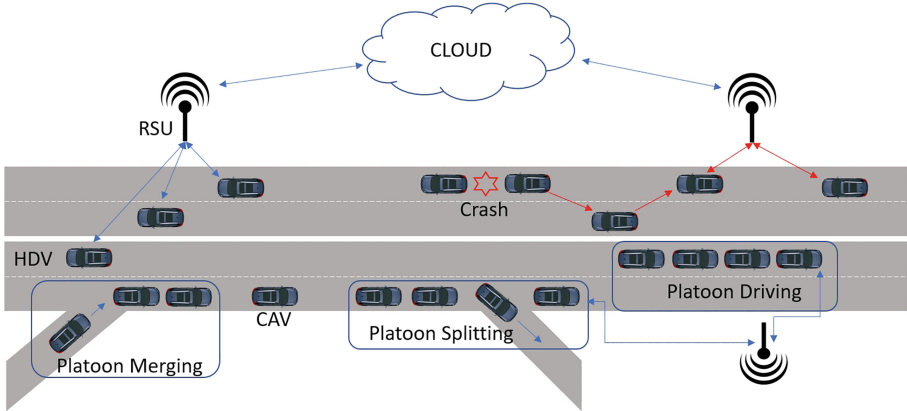 CLOUD
RSU
Crash
HDV
Platoon Driving
CAV
Platoon Splitting
Platoon Merging